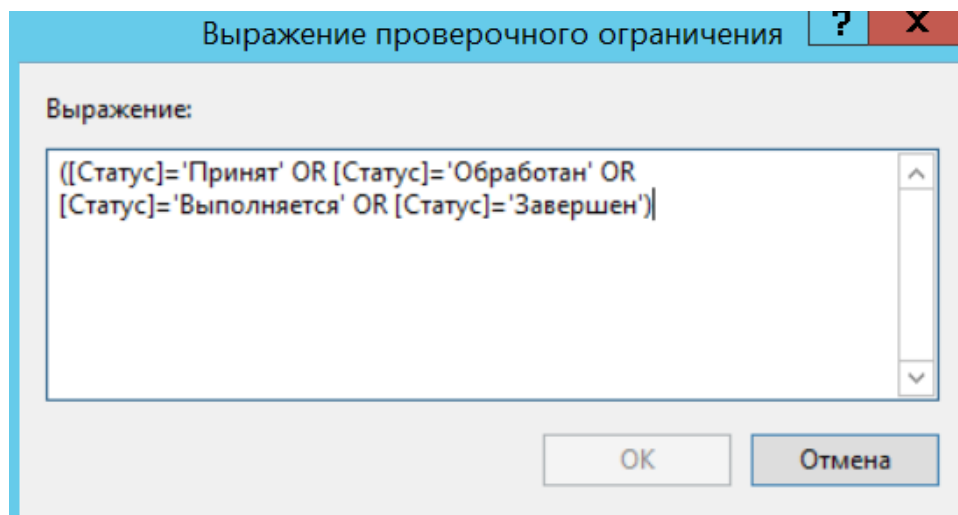 Выражение проверочного ограничения ? X
Выражение:
([Статус]='Принят' OR [Статус]='Обработан' OR
[Статус]='Выполняется' OR [Статус]='Завершен')
OK Отмена